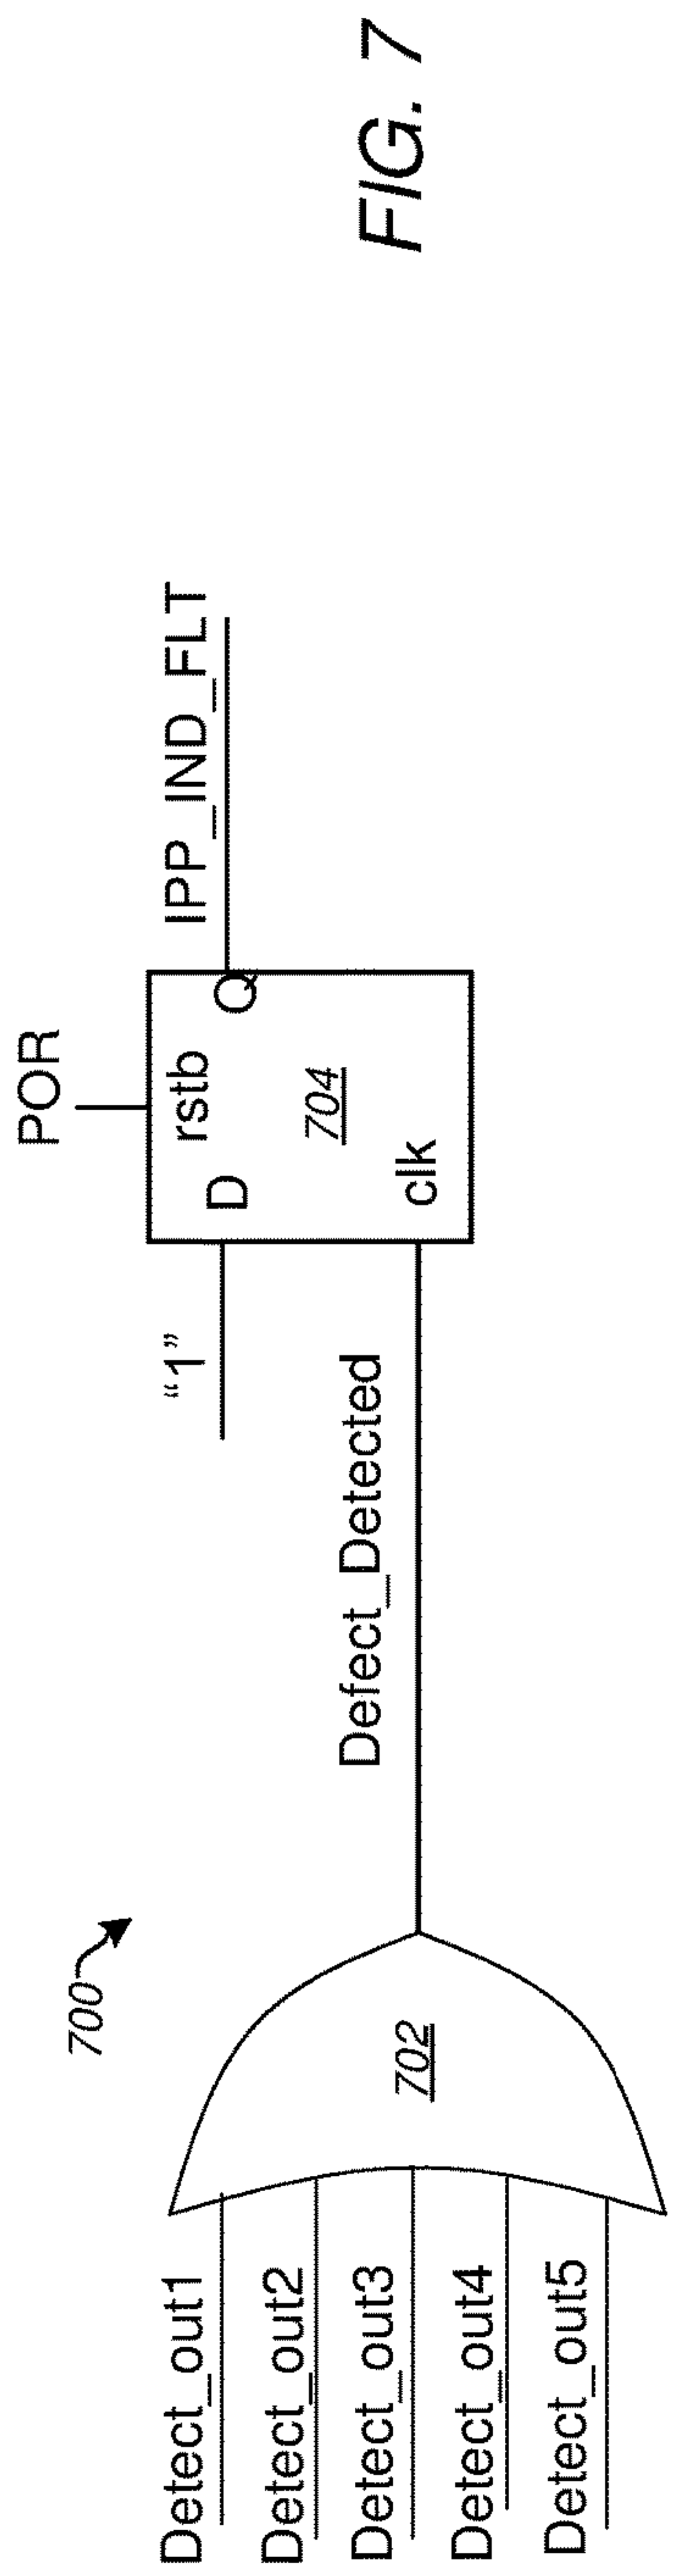 700
Detect_out1
Detect_out2
Detect_out3
Detect_out4
Detect_out5
702
Defect_Detected
“1”
POR
D
rstb
Q
704
clk
IPP_IND_FLT
FIG. 7